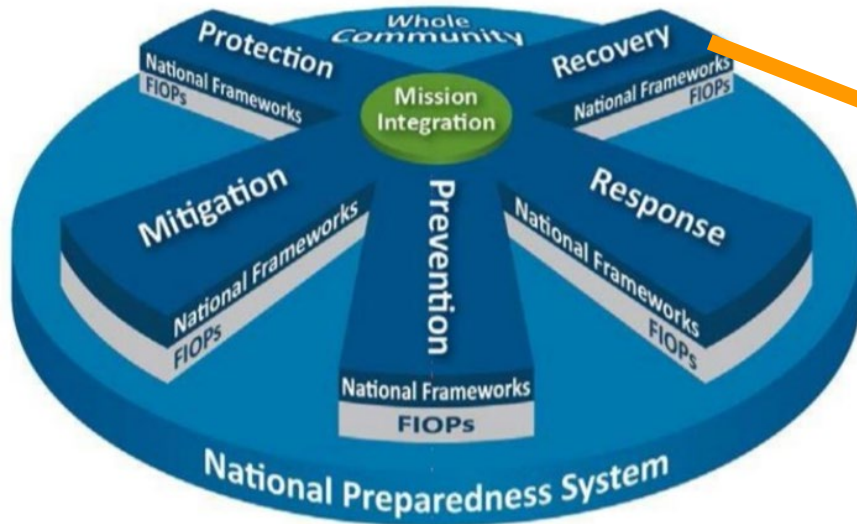 Whole
Community
Protection
National Frameworks
FIOPs
Recovery
National Frameworks
FIOPs
Mission
Integration
Mitigation
National Frameworks
FIOPs
Prevention
National Frameworks
FIOPs
Response
National Frameworks
FIOPs
National Preparedness System